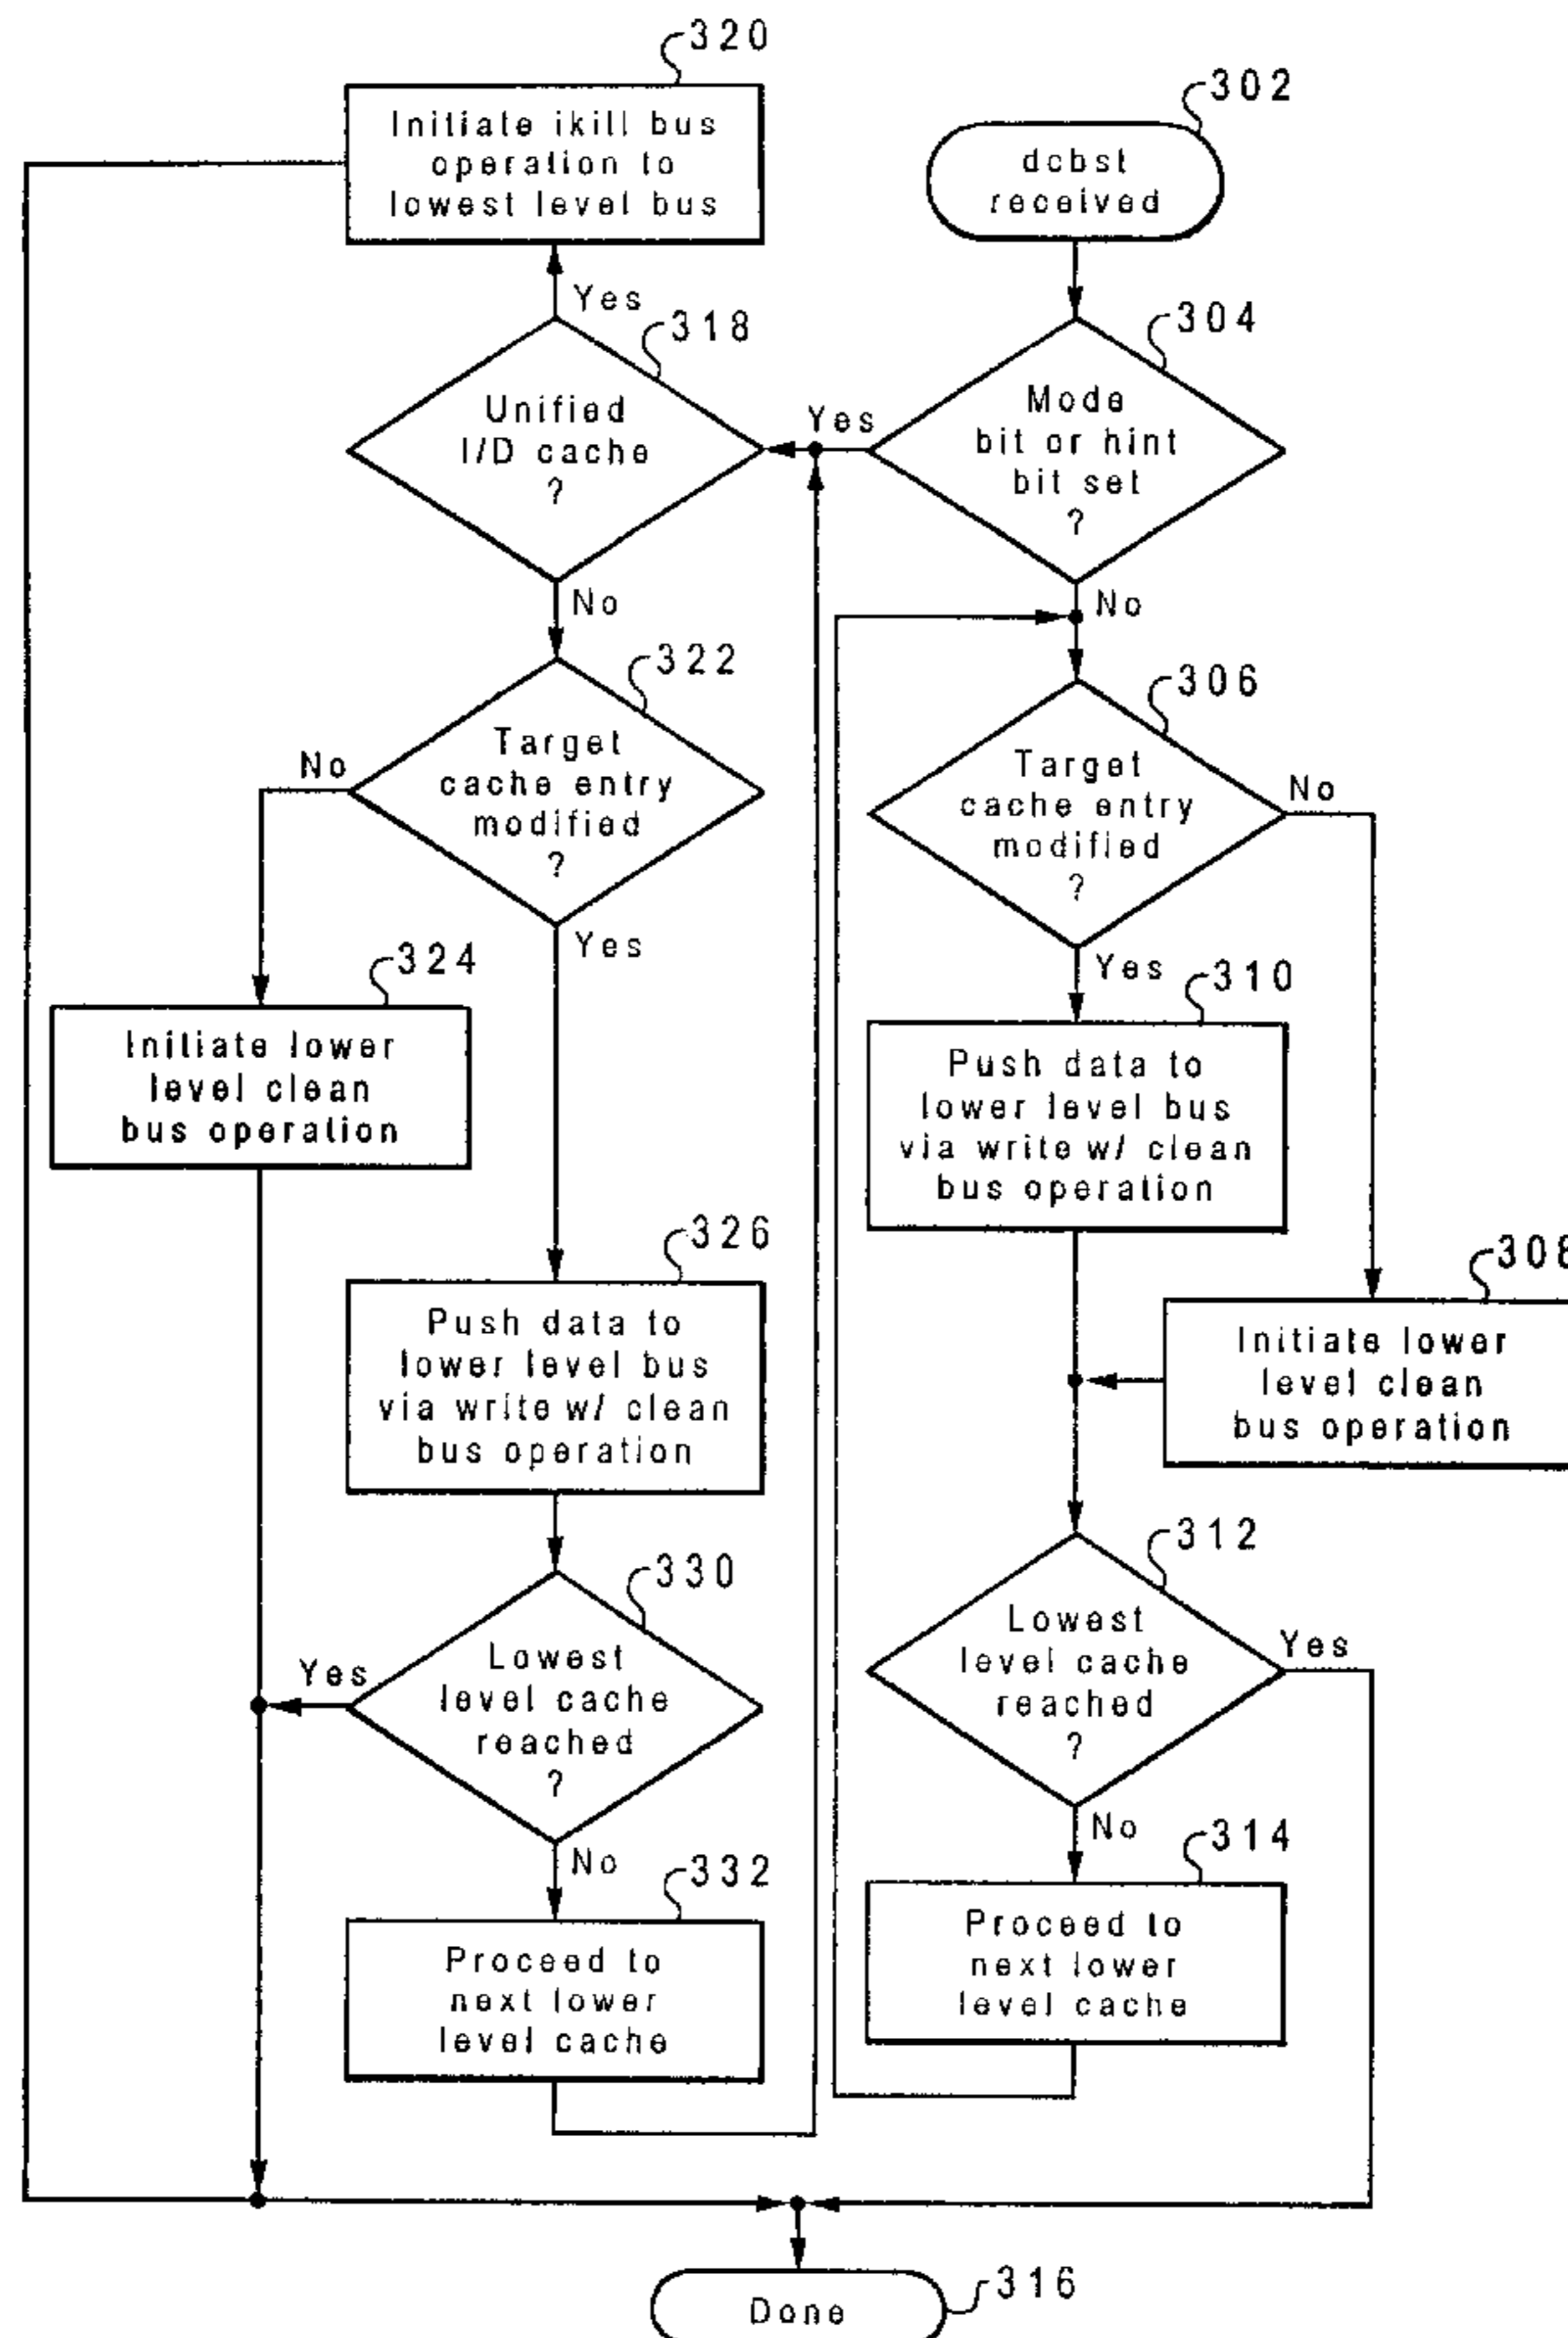 320
Initiate ikill bus
operation to
lowest level bus
302
dcbst
received
Yes
318
Unified
I/D cache
?
Yes
304
Mode
bit or hint
bit set
?
No
No
322
Target
cache entry
modified
?
No
Yes
306
Target
cache entry
modified
?
No
Yes
324
Initiate lower
level clean
bus operation
310
Push data to
lower level bus
via write w/ clean
bus operation
326
Push data to
lower level bus
via write w/ clean
bus operation
308
Initiate lower
level clean
bus operation
330
Lowest
level cache
reached
?
Yes
No
312
Lowest
level cache
reached
?
Yes
No
332
Proceed to
next lower
level cache
314
Proceed to
next lower
level cache
316
Done